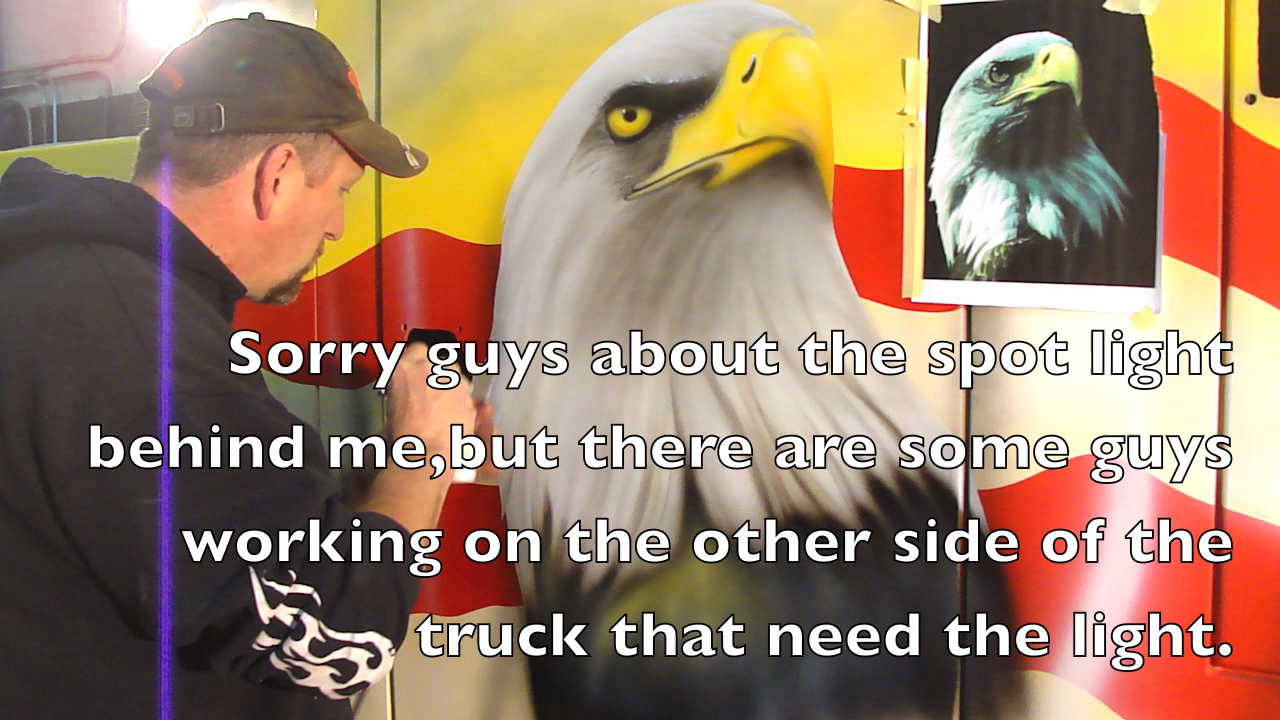 Sorry guys about the spot light
behind me,but there are some guys
working on the other side of the
truck that need the light.